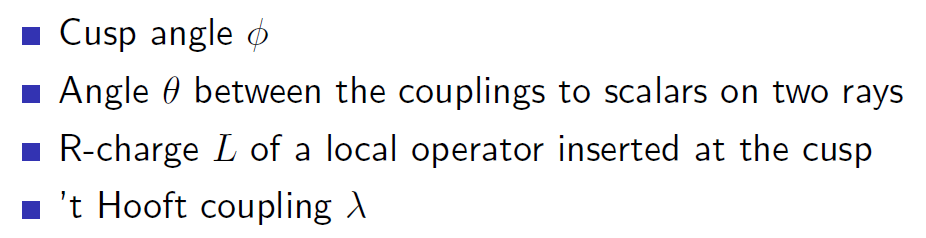 Cusp angle ϕ
Angle θ between the couplings to scalars on two rays
R-charge L of a local operator inserted at the cusp
't Hooft coupling λ